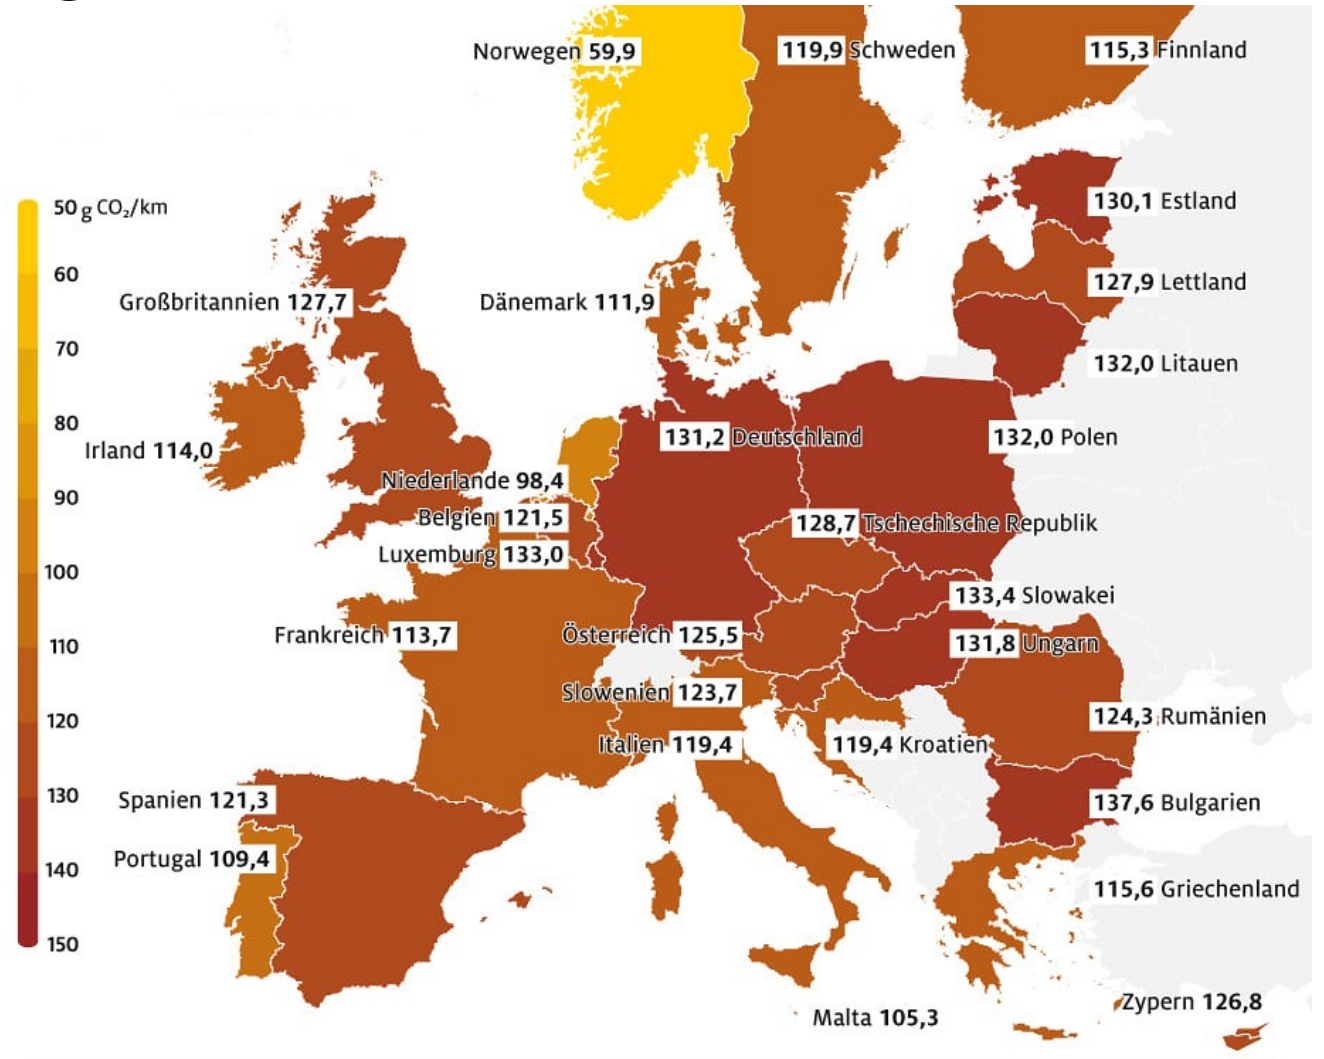 Norwegen 59,9
119,9 Schweden
115,3 Finnland
50 g CO₂/km
60
70
80
90
100
110
120
130
140
150
130,1 Estland
127,9 Lettland
132,0 Litauen
Großbritannien 127,7
Dänemark 111,9
Irland 114,0
131,2 Deutschland
132,0 Polen
Niederlande 98,4
Belgien 121,5
Luxemburg 133,0
128,7 Tschechische Republik
133,4 Slowakei
Frankreich 113,7
Österreich 125,5
131,8 Ungarn
Slowenien 123,7
124,3 Rumänien
Italien 119,4
119,4 Kroatien
Spanien 121,3
137,6 Bulgarien
Portugal 109,4
115,6 Griechenland
Malta 105,3
Zypern 126,8